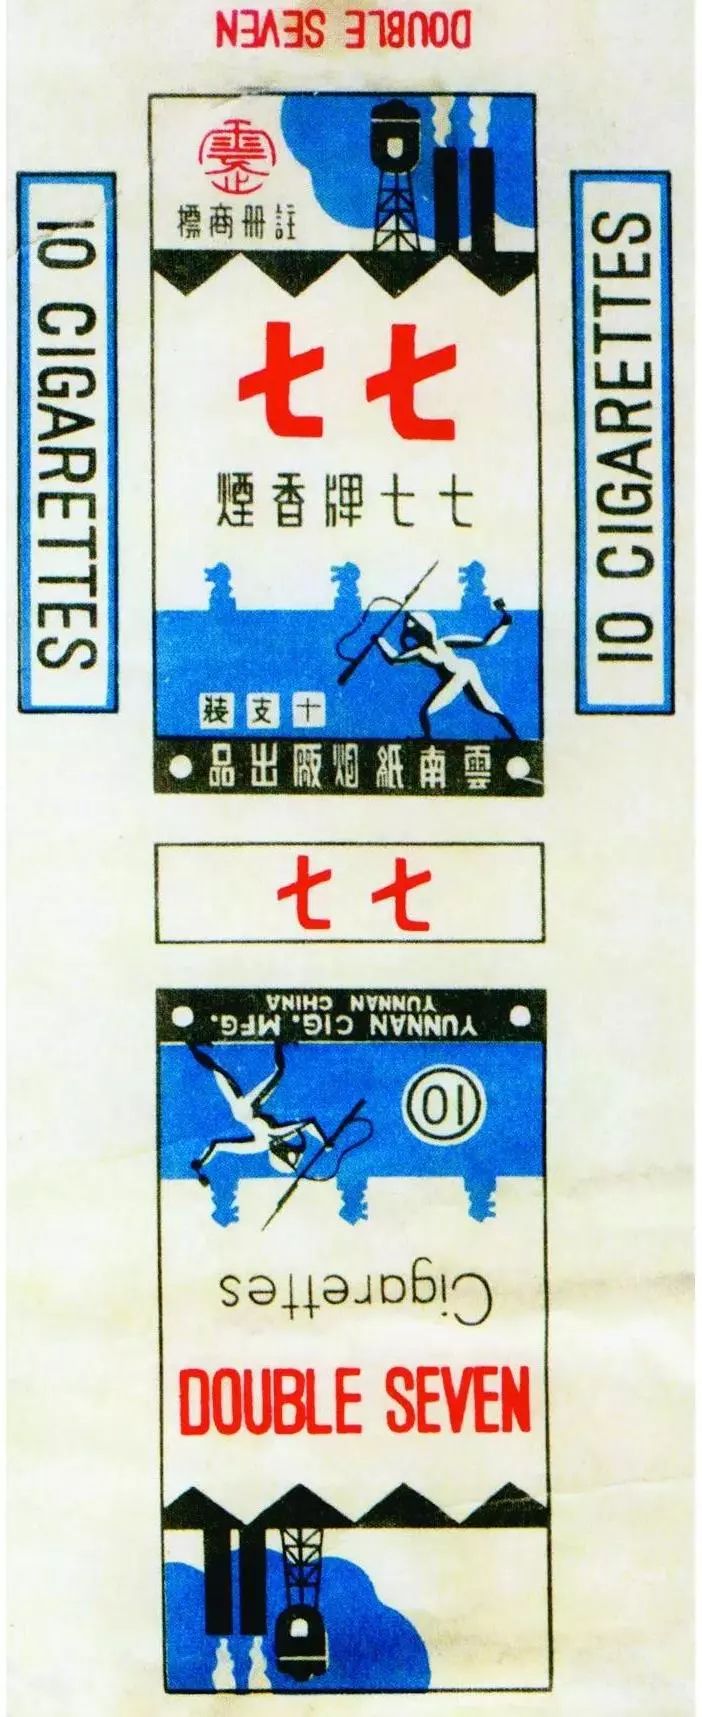 DOUBLE SEVEN
註册商標
七七
七七牌香煙
十支裝
雲南紙烟廠出品
10 CIGARETTES
10 CIGARETTES
七七
YUNNAN CIG. MFG.
YUNNAN CHINA
10
Cigarettes
DOUBLE SEVEN